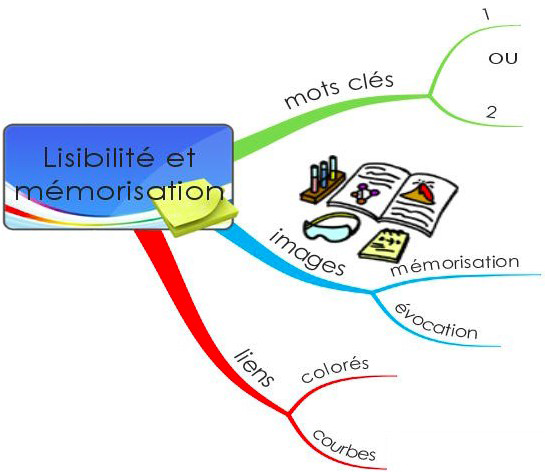 Lisibilité et
mémorisation
mots clés
1
OU
2
images
mémorisation
évocation
liens
colorés
courbes